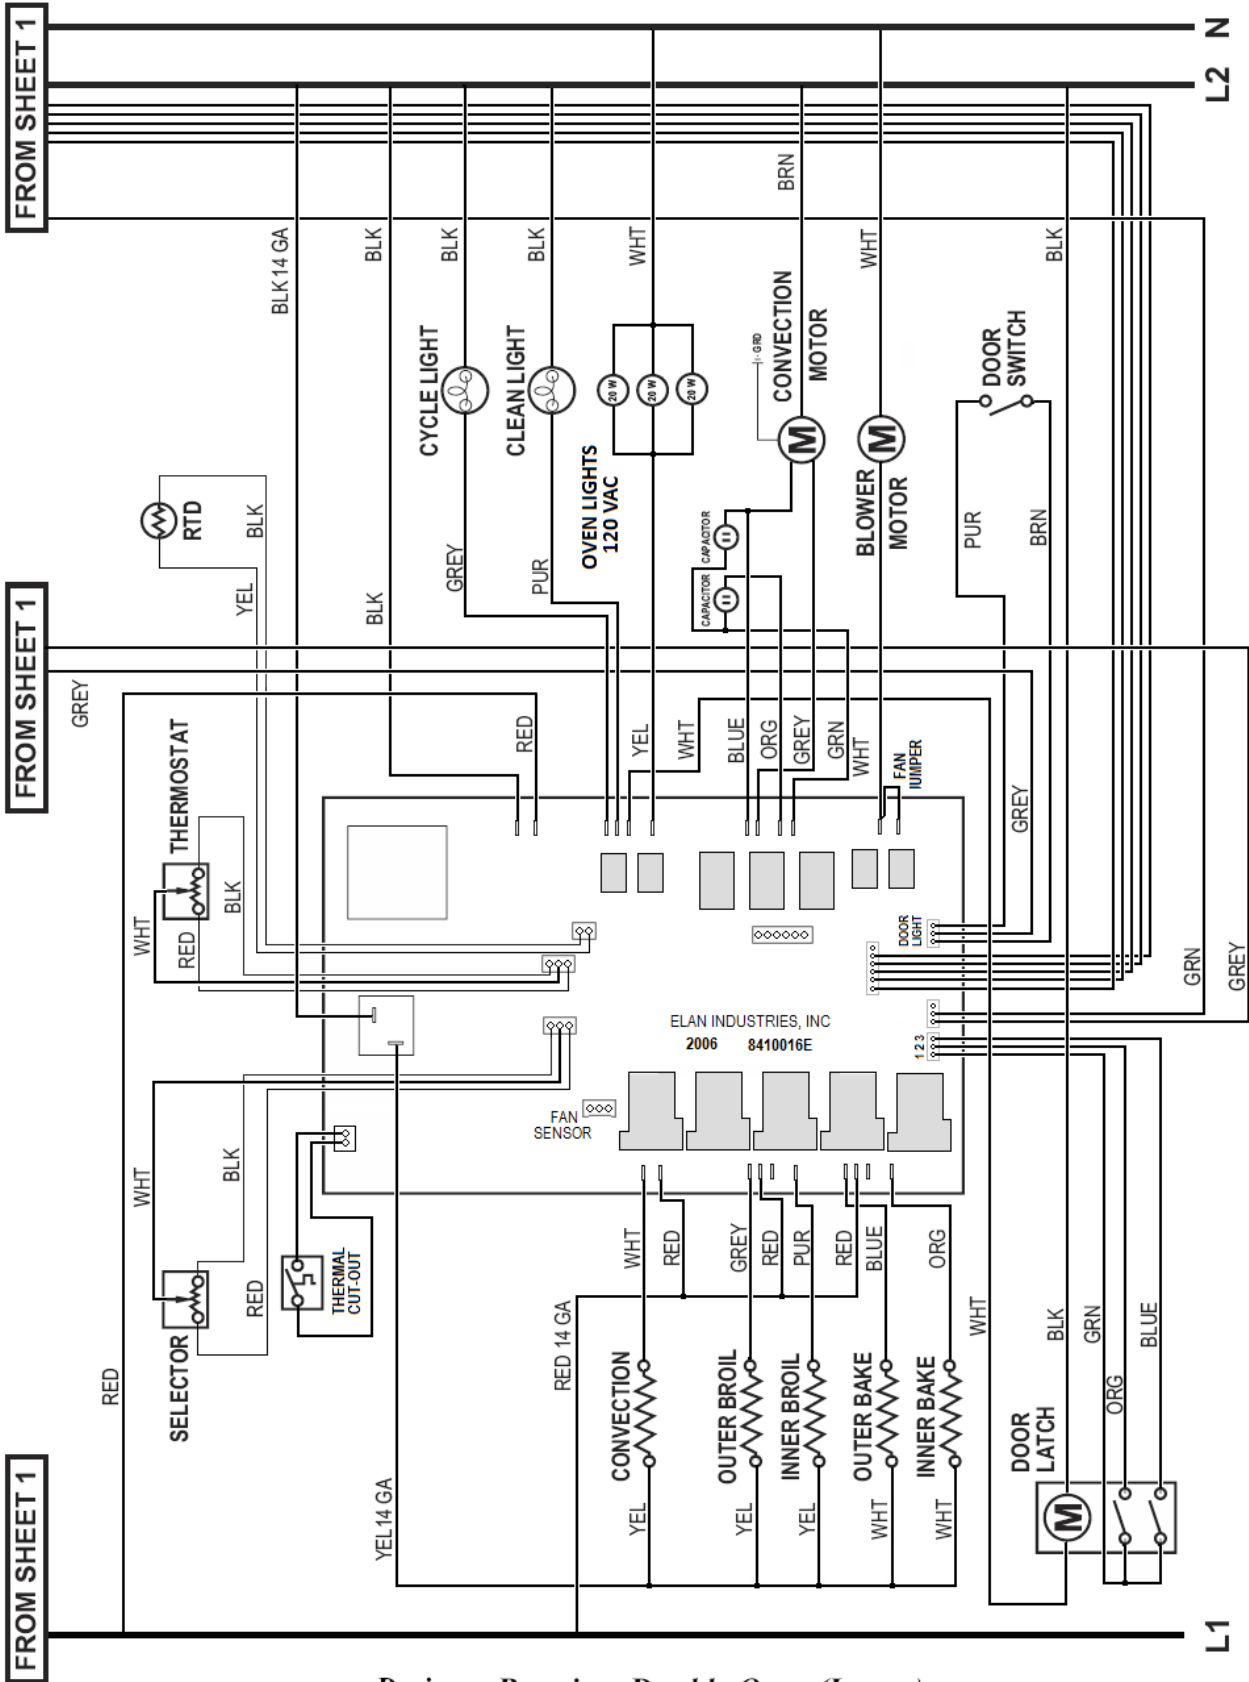 FROM SHEET 1
FROM SHEET 1
FROM SHEET 1
N
L2
L1
BLK14 GA
BLK
BLK
BLK
WHT
BRN
WHT
BLK
CYCLE LIGHT
CLEAN LIGHT
OVEN LIGHTS
120 VAC
20 W
20 W
20 W
GRD
CONVECTION
MOTOR
M
BLOWER
MOTOR
M
DOOR
SWITCH
CAPACITOR
CAPACITOR
RTD
BLK
YEL
BLK
GREY
PUR
PUR
BRN
GREY
THERMOSTAT
WHT
RED
BLK
RED
YEL
WHT
BLUE
ORG
GREY
GRN
WHT
FAN
JUMPER
GREY
DOOR
LIGHT
GRN
GREY
ELAN INDUSTRIES, INC
2006 8410016E
1 2 3
FAN
SENSOR
WHT
BLK
RED
SELECTOR
RED
THERMAL
CUT-OUT
WHT
RED
GREY
RED
PUR
RED
BLUE
ORG
RED 14 GA
YEL14 GA
CONVECTION
OUTER BROIL
INNER BROIL
OUTER BAKE
INNER BAKE
YEL
YEL
YEL
WHT
WHT
WHT
BLK
GRN
ORG
BLUE
DOOR
LATCH
M